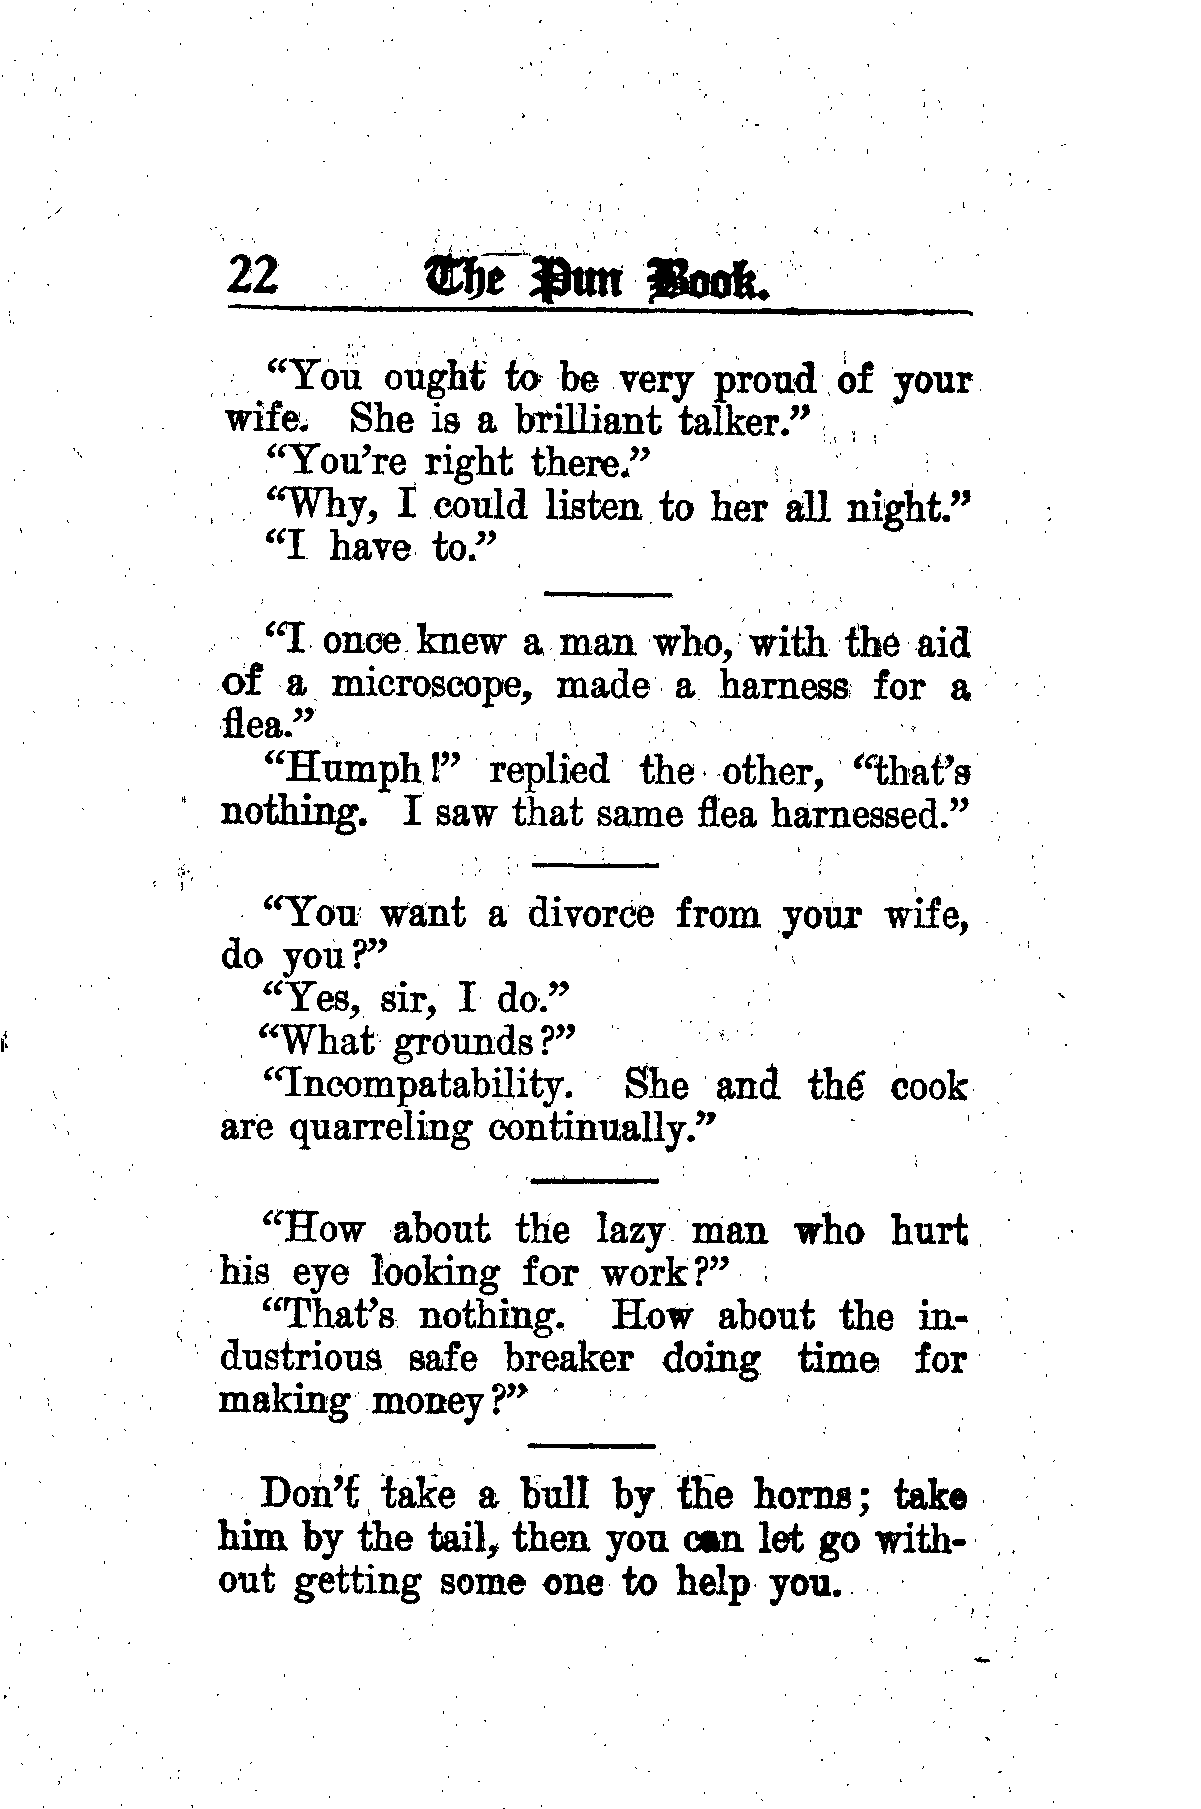 22 The Pun Book.
“You ought to be very proud of your
wife. She is a brilliant talker.”
“You’re right there.”
“Why, I could listen to her all night.”
“I have to.”
“I once knew a man who, with the aid
of a microscope, made a harness for a
flea.”
“Humph!” replied the other, “that’s
nothing. I saw that same flea harnessed.”
“You want a divorce from your wife,
do you?”
“Yes, sir, I do.”
“What grounds?”
“Incompatability. She and the cook
are quarreling continually.”
“How about the lazy man who hurt
his eye looking for work?”
“That’s nothing. How about the in-
dustrious safe breaker doing time for
making money?”
Don’t take a bull by the horns; take
him by the tail, then you can let go with-
out getting some one to help you.